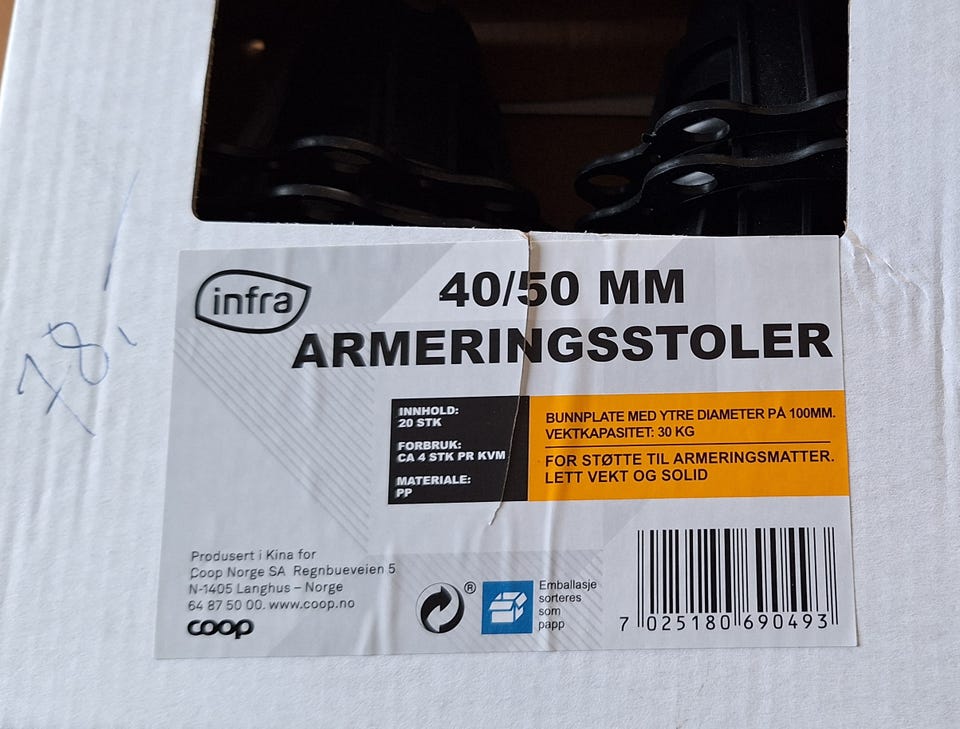 infra
40/50 MM
ARMERINGSSTOLER
78,-
INNHOLD:
20 STK
FORBRUK:
CA 4 STK PR KVM
MATERIALE:
PP
BUNNPLATE MED YTRE DIAMETER PÅ 100MM.
VEKTKAPASITET: 30 KG
FOR STØTTE TIL ARMERINGSMATTER.
LETT VEKT OG SOLID
Produsert i Kina for
Coop Norge SA Regnbueveien 5
N-1405 Langhus – Norge
64 87 50 00. www.coop.no
coop
®
Emballasje
sorteres
som
papp
7 025180 690493